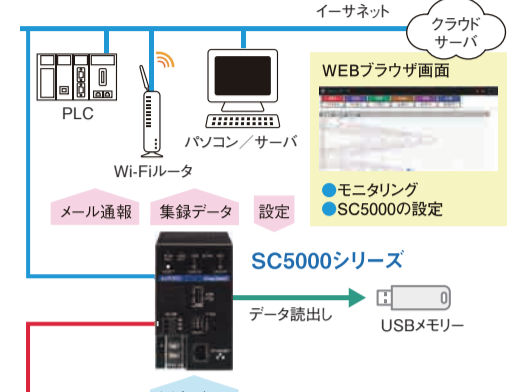 イーサネット
クラウド
サーバ
WEBブラウザ画面
PLC
パソコン／サーバ
Wi-Fiルータ
●モニタリング
●SC5000の設定
メール通報
集録データ
設定
SC5000シリーズ
データ読出し
USBメモリー